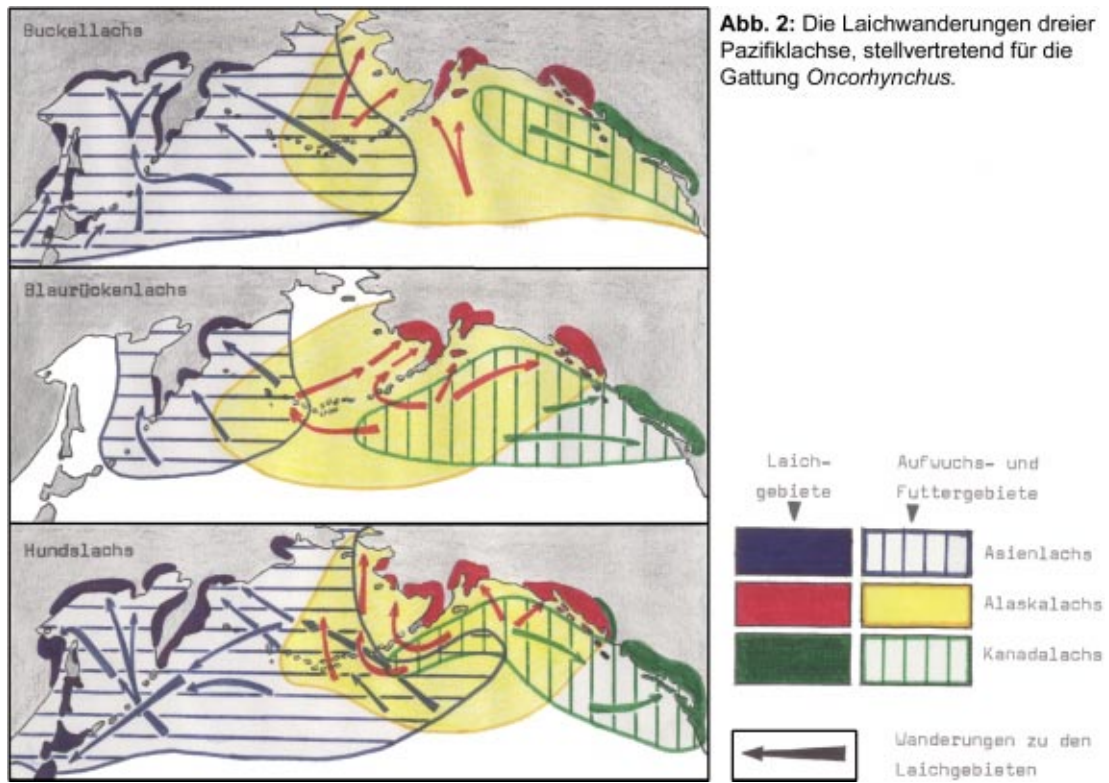 Buckellachs
Abb. 2: Die Laichwanderungen dreier
Pazifiklachse, stellvertretend für die
Gattung Oncorhynchus.
Blaurückenlachs
Hundslachs
Laich-
gebiete
Aufwuchs- und
Futtergebiete
Asienlachs
Alaskalachs
Kanadalachs
Wanderungen zu den
Laichgebieten